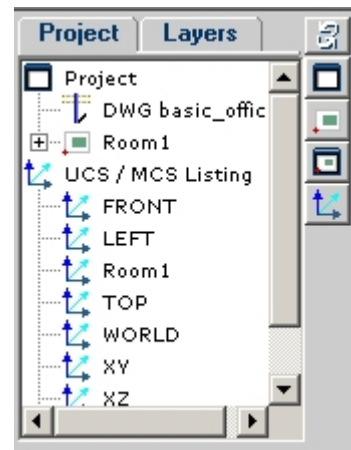 Project Layers
Project
DWG basic_offic
Room1
UCS / MCS Listing
FRONT
LEFT
Room1
TOP
WORLD
XY
XZ